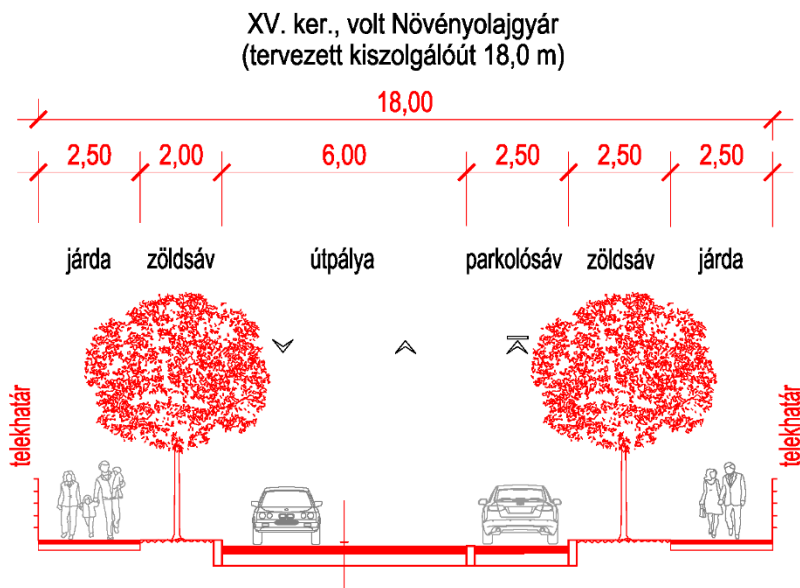 XV. ker., volt Növényolajgyár
(tervezett kiszolgálóút 18,0 m)
18,00
2,50 2,00 6,00 2,50 2,50 2,50
járda zöldsáv útpálya parkolósáv zöldsáv járda
telekhatár telekhatár